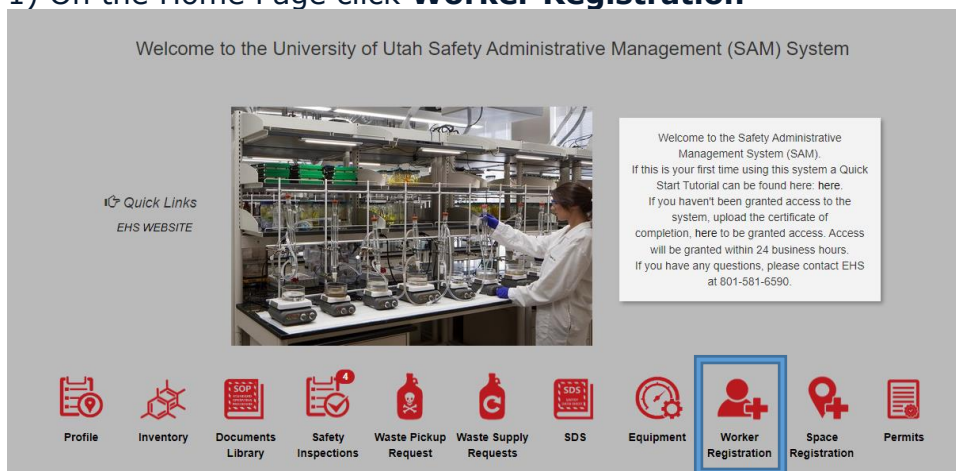 1) On the Home Page click Worker Registration
Welcome to the University of Utah Safety Administrative Management (SAM) System
Quick Links
EHS WEBSITE
Welcome to the Safety Administrative
Management System (SAM).
If this is your first time using this system a Quick
Start Tutorial can be found here: here.
If you haven't been granted access to the
system, upload the certificate of
completion, here to be granted access. Access
will be granted within 24 business hours.
If you have any questions, please contact EHS
at 801-581-6590.
SOP
4
C
SDS
Profile
Inventory
Documents
Library
Safety
Inspections
Waste Pickup
Request
Waste Supply
Requests
SDS
Equipment
Worker
Registration
Space
Registration
Permits